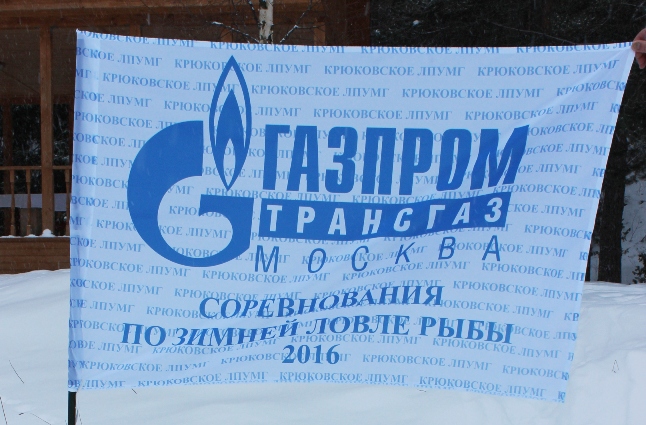 ГАЗПРОМ
ТРАНСГАЗ
МОСКВА
СОРЕВНОВАНИЯ
ПО ЗИМНЕЙ ЛОВЛЕ РЫБЫ
2016
КРЮКОВСКОЕ ЛПУМГ